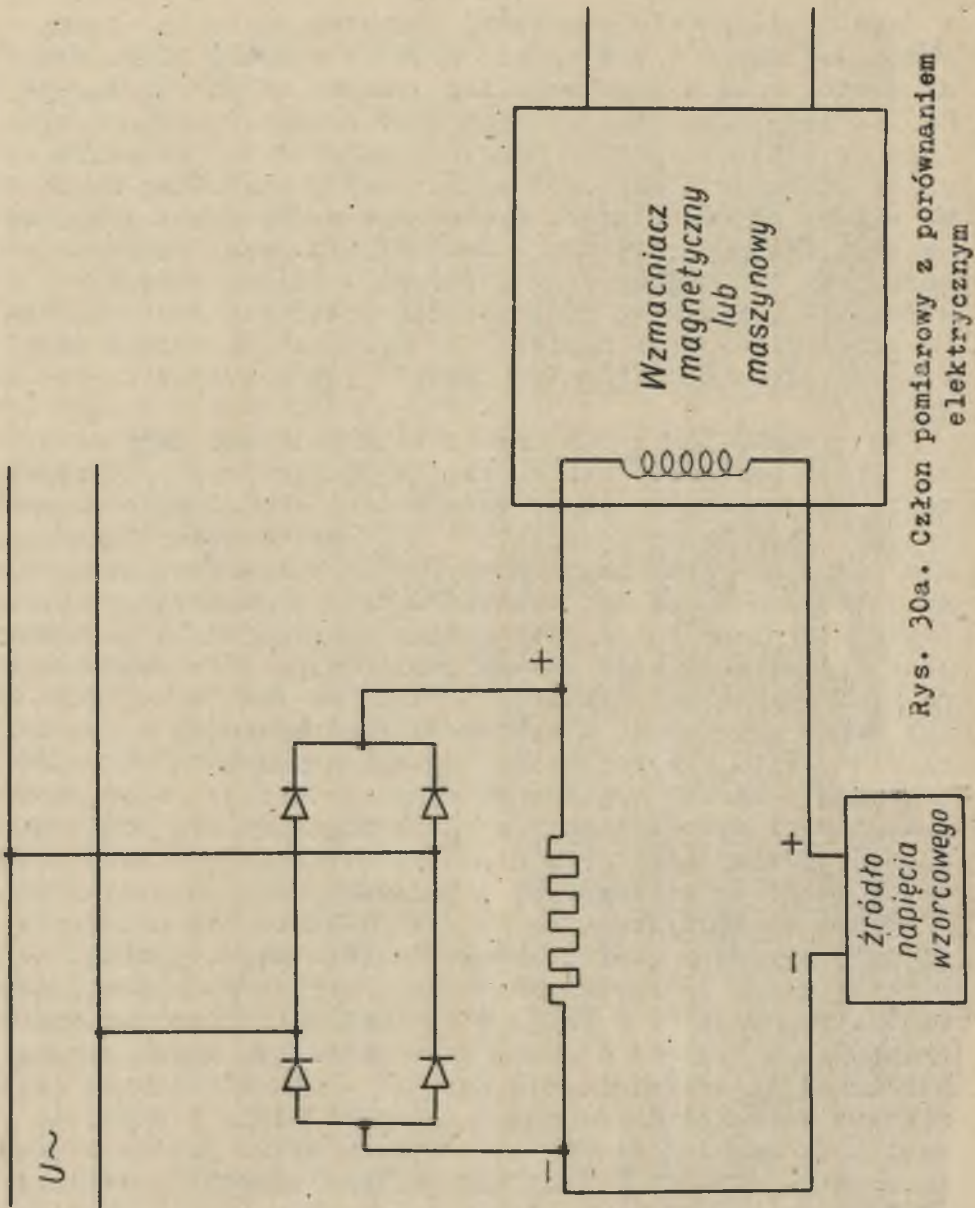 U~
+
−
Wzmacniacz
magnetyczny
lub
maszynowy
+
−
źródło
napięcia
wzorcowego
Rys. 30a. Człon pomiarowy z porównaniem
elektrycznym